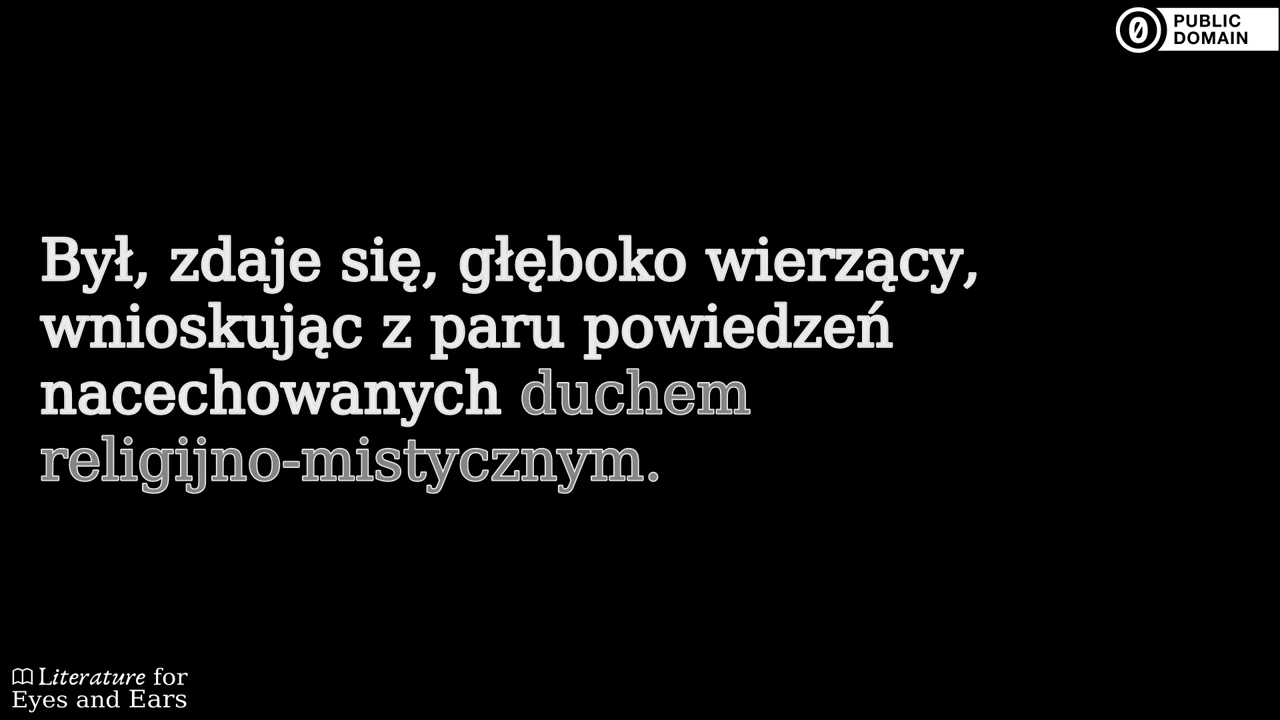 PUBLIC
DOMAIN
Był, zdaje się, głęboko wierzący,
wnioskując z paru powiedzeń
nacechowanych duchem
religijno-mistycznym.
Literature for
Eyes and Ears